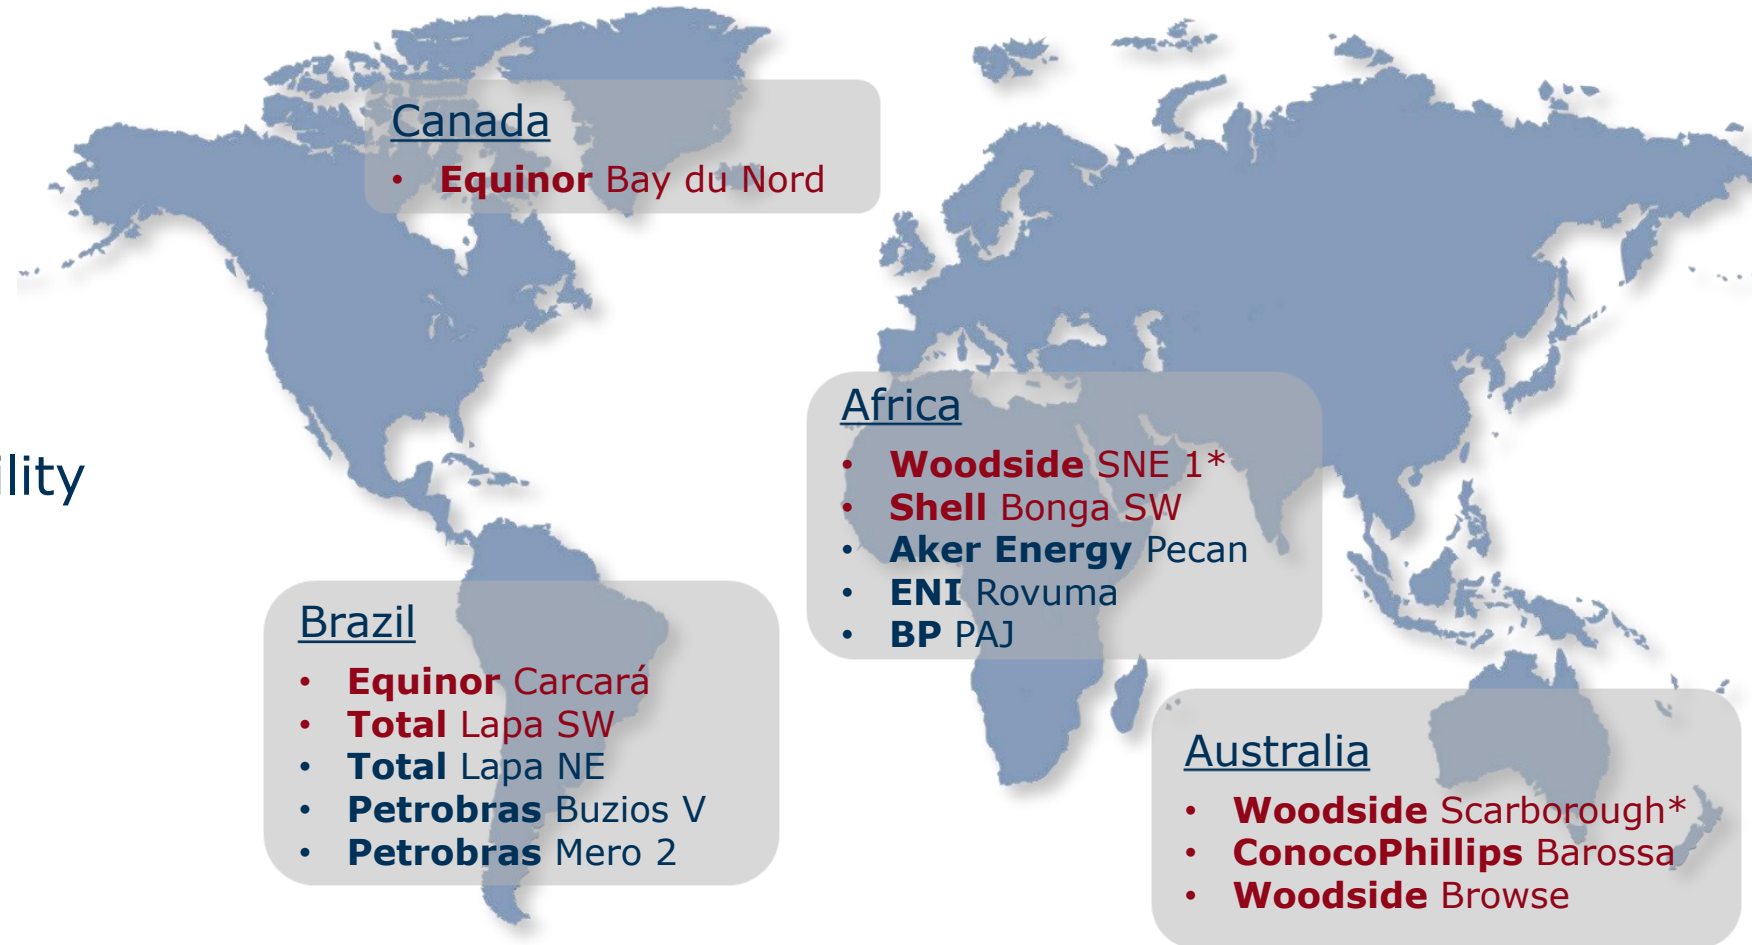 Canada
• Equinor Bay du Nord
Africa
• Woodside SNE 1*
• Shell Bonga SW
• Aker Energy Pecan
• ENI Rovuma
• BP PAJ
ility
Brazil
• Equinor Carcará
• Total Lapa SW
• Total Lapa NE
• Petrobras Buzios V
• Petrobras Mero 2
Australia
• Woodside Scarborough*
• ConocoPhillips Barossa
• Woodside Browse